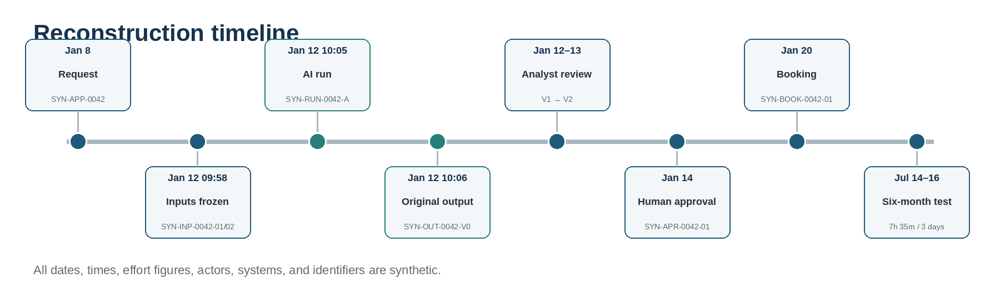 Reconstruction timeline
Jan 8
Request
SYN-APP-0042
Jan 12 09:58
Inputs frozen
SYN-INP-0042-01/02
Jan 12 10:05
AI run
SYN-RUN-0042-A
Jan 12 10:06
Original output
SYN-OUT-0042-V0
Jan 12–13
Analyst review
V1 → V2
Jan 14
Human approval
SYN-APR-0042-01
Jan 20
Booking
SYN-BOOK-0042-01
Jul 14–16
Six-month test
7h 35m / 3 days
All dates, times, effort figures, actors, systems, and identifiers are synthetic.